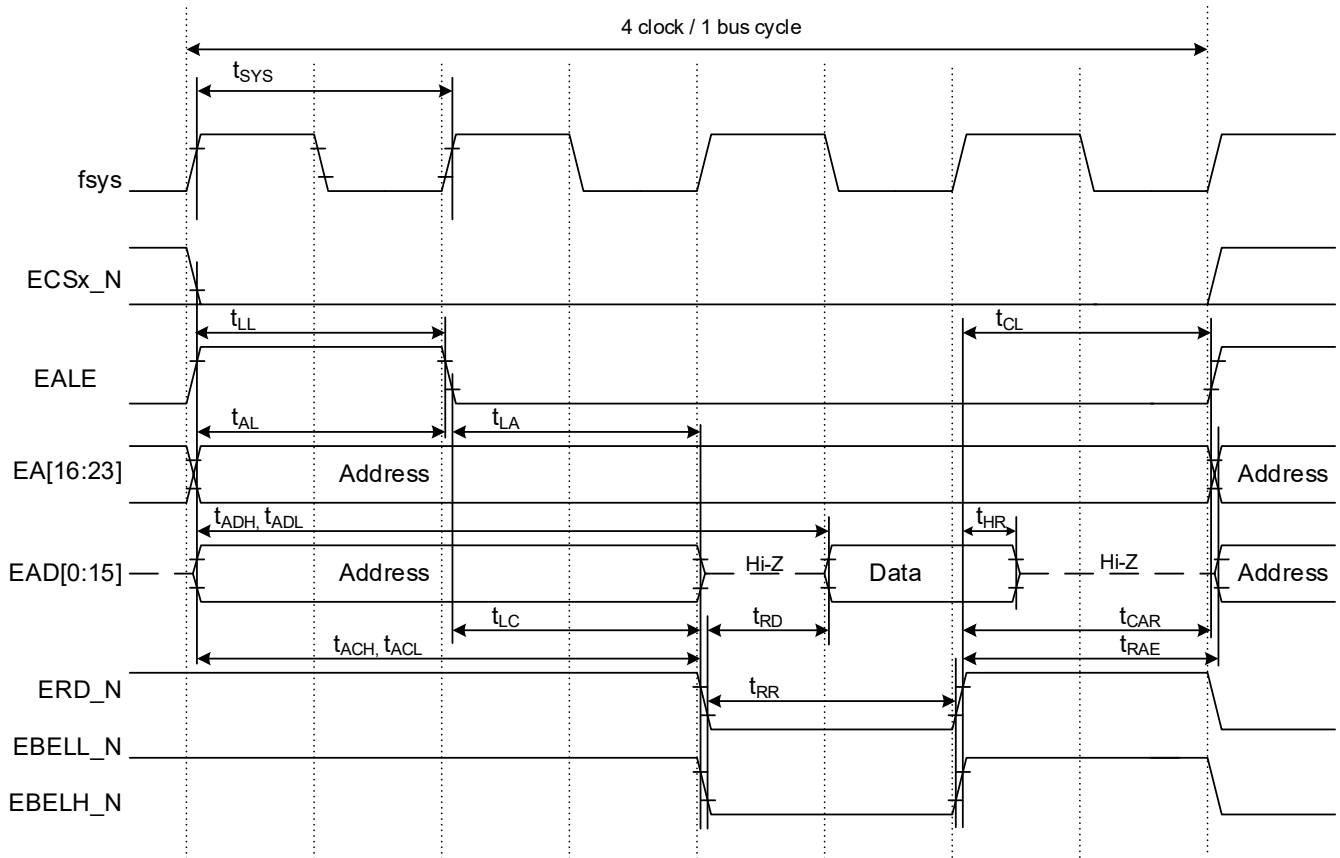 4 clock / 1 bus cycle
tSYS
fsys
ECSx_N
tLL
tCL
EALE
tAL
tLA
EA[16:23]
Address
Address
tADH, tADL
tHR
EAD[0:15]
Address
Hi-Z
Data
Hi-Z
Address
tLC
tRD
tCAR
tACH, tACL
tRAE
ERD_N
tRR
EBELL_N
EBELH_N